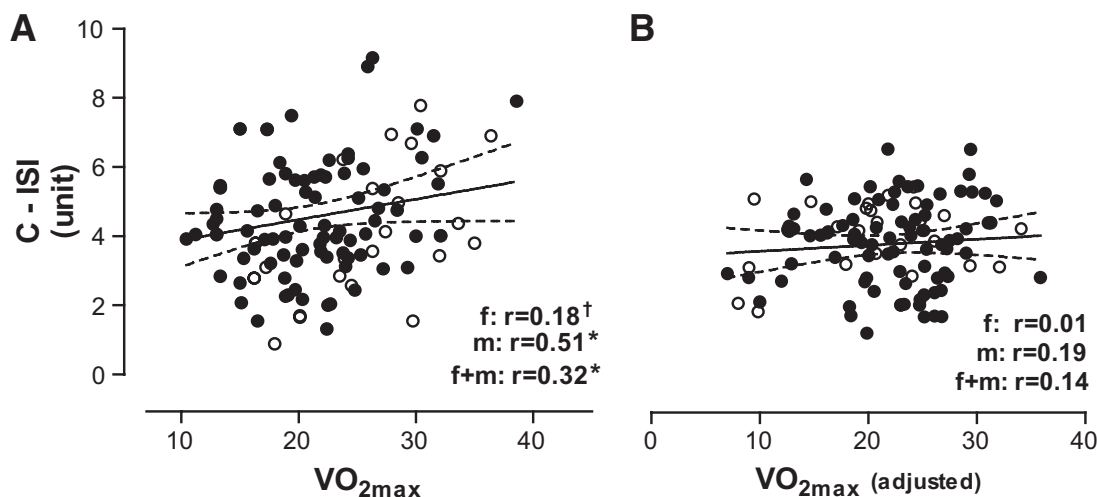 A
B
10
8
6
4
2
0
C - ISI
(unit)
f: r=0.18†
m: r=0.51*
f+m: r=0.32*
f: r=0.01
m: r=0.19
f+m: r=0.14
10 20 30 40
0 10 20 30 40
VO2max
VO2max (adjusted)